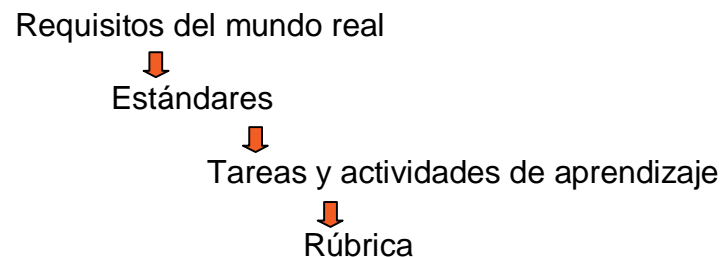 Requisitos del mundo real
Estándares
Tareas y actividades de aprendizaje
Rúbrica